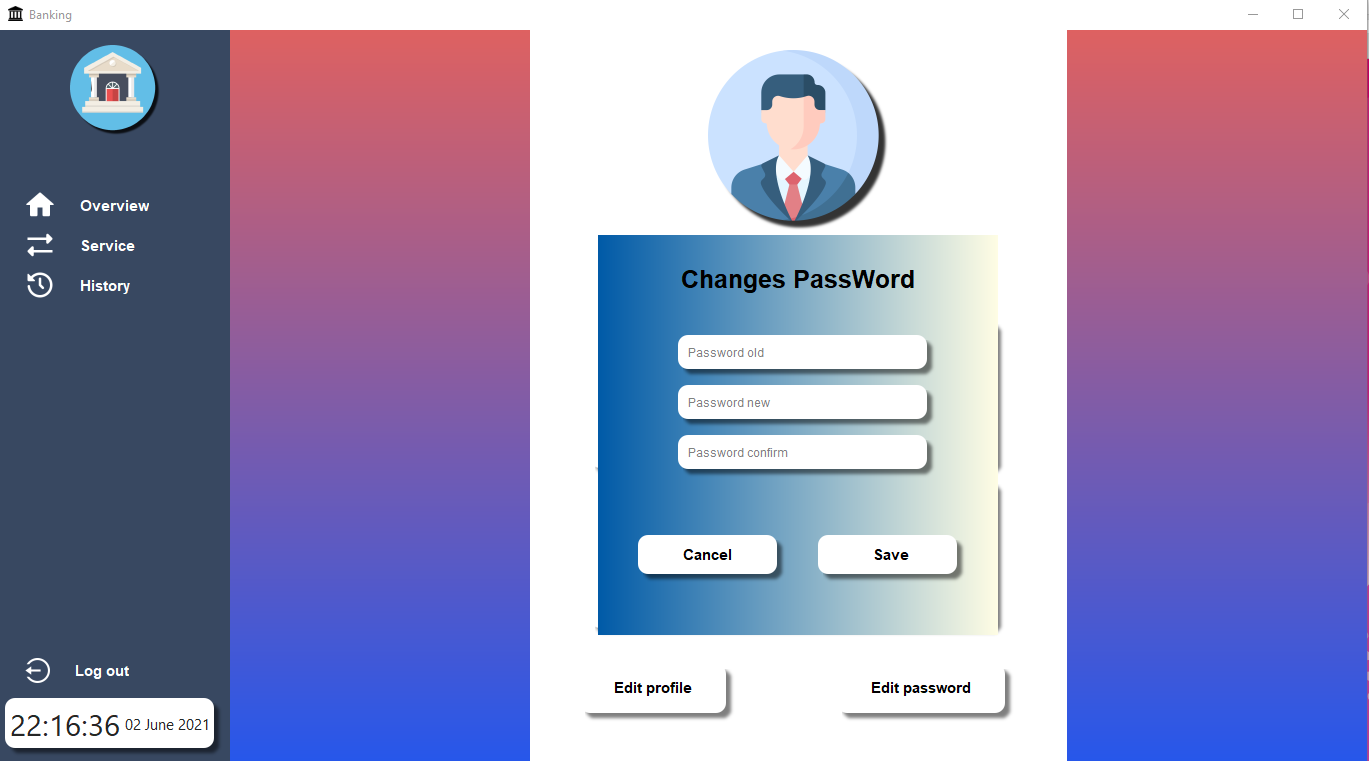 Banking
Overview
Service
History
Log out
22:16:36 02 June 2021
Changes PassWord
Password old
Password new
Password confirm
Cancel Save
Edit profile Edit password